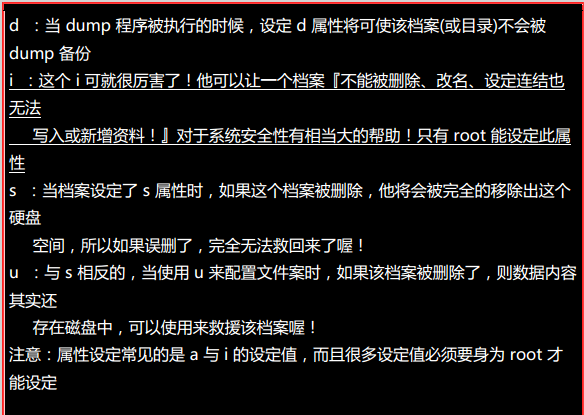 d ：当 dump 程序被执行的时候，设定 d 属性将可使该档案(或目录)不会被
dump 备份
i ：这个 i 可就很厉害了！他可以让一个档案『不能被删除、改名、设定连结也
无法
写入或新增资料！』对于系统安全性有相当大的帮助！只有 root 能设定此属
性
s ：当档案设定了 s 属性时，如果这个档案被删除，他将会被完全的移除出这个
硬盘
空间，所以如果误删了，完全无法救回来了喔！
u ：与 s 相反的，当使用 u 来配置文件案时，如果该档案被删除了，则数据内容
其实还
存在磁盘中，可以使用来救援该档案喔！
注意：属性设定常见的是 a 与 i 的设定值，而且很多设定值必须要身为 root 才
能设定